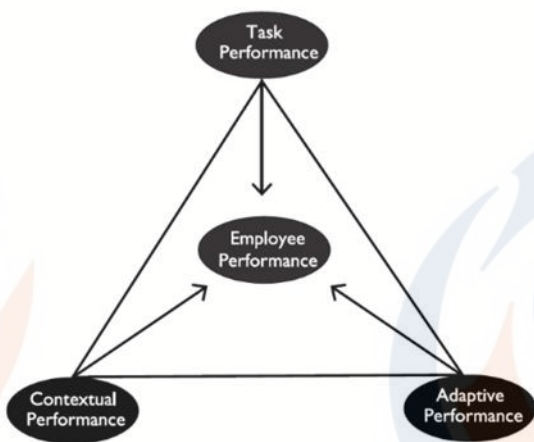 Task
Performance
Employee
Performance
Contextual
Performance
Adaptive
Performance